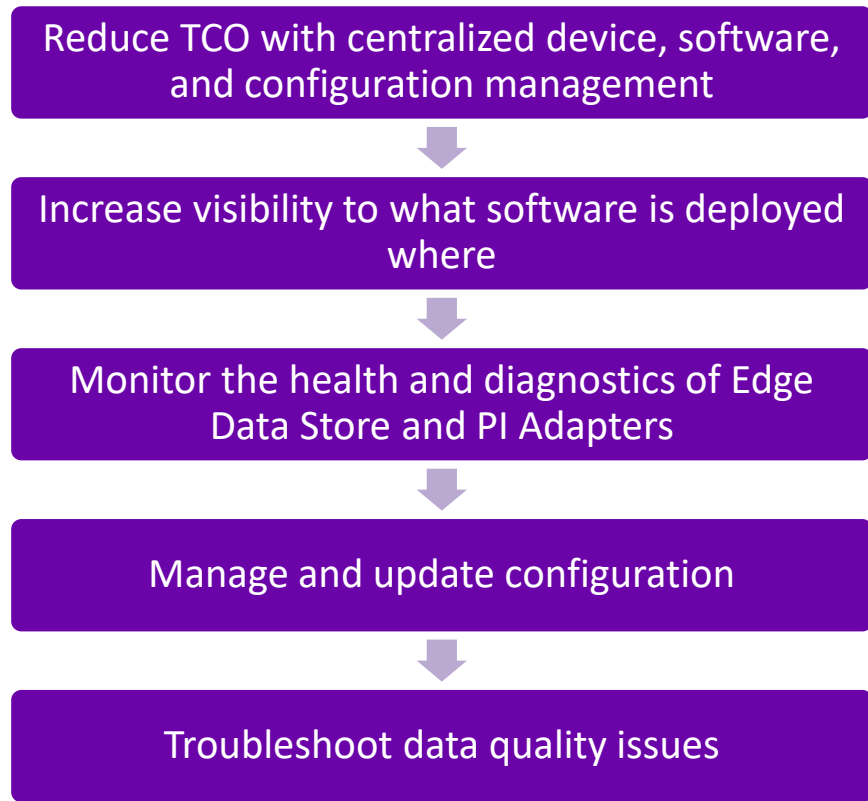 Reduce TCO with centralized device, software,
and configuration management
Increase visibility to what software is deployed
where
Monitor the health and diagnostics of Edge
Data Store and PI Adapters
Manage and update configuration
Troubleshoot data quality issues